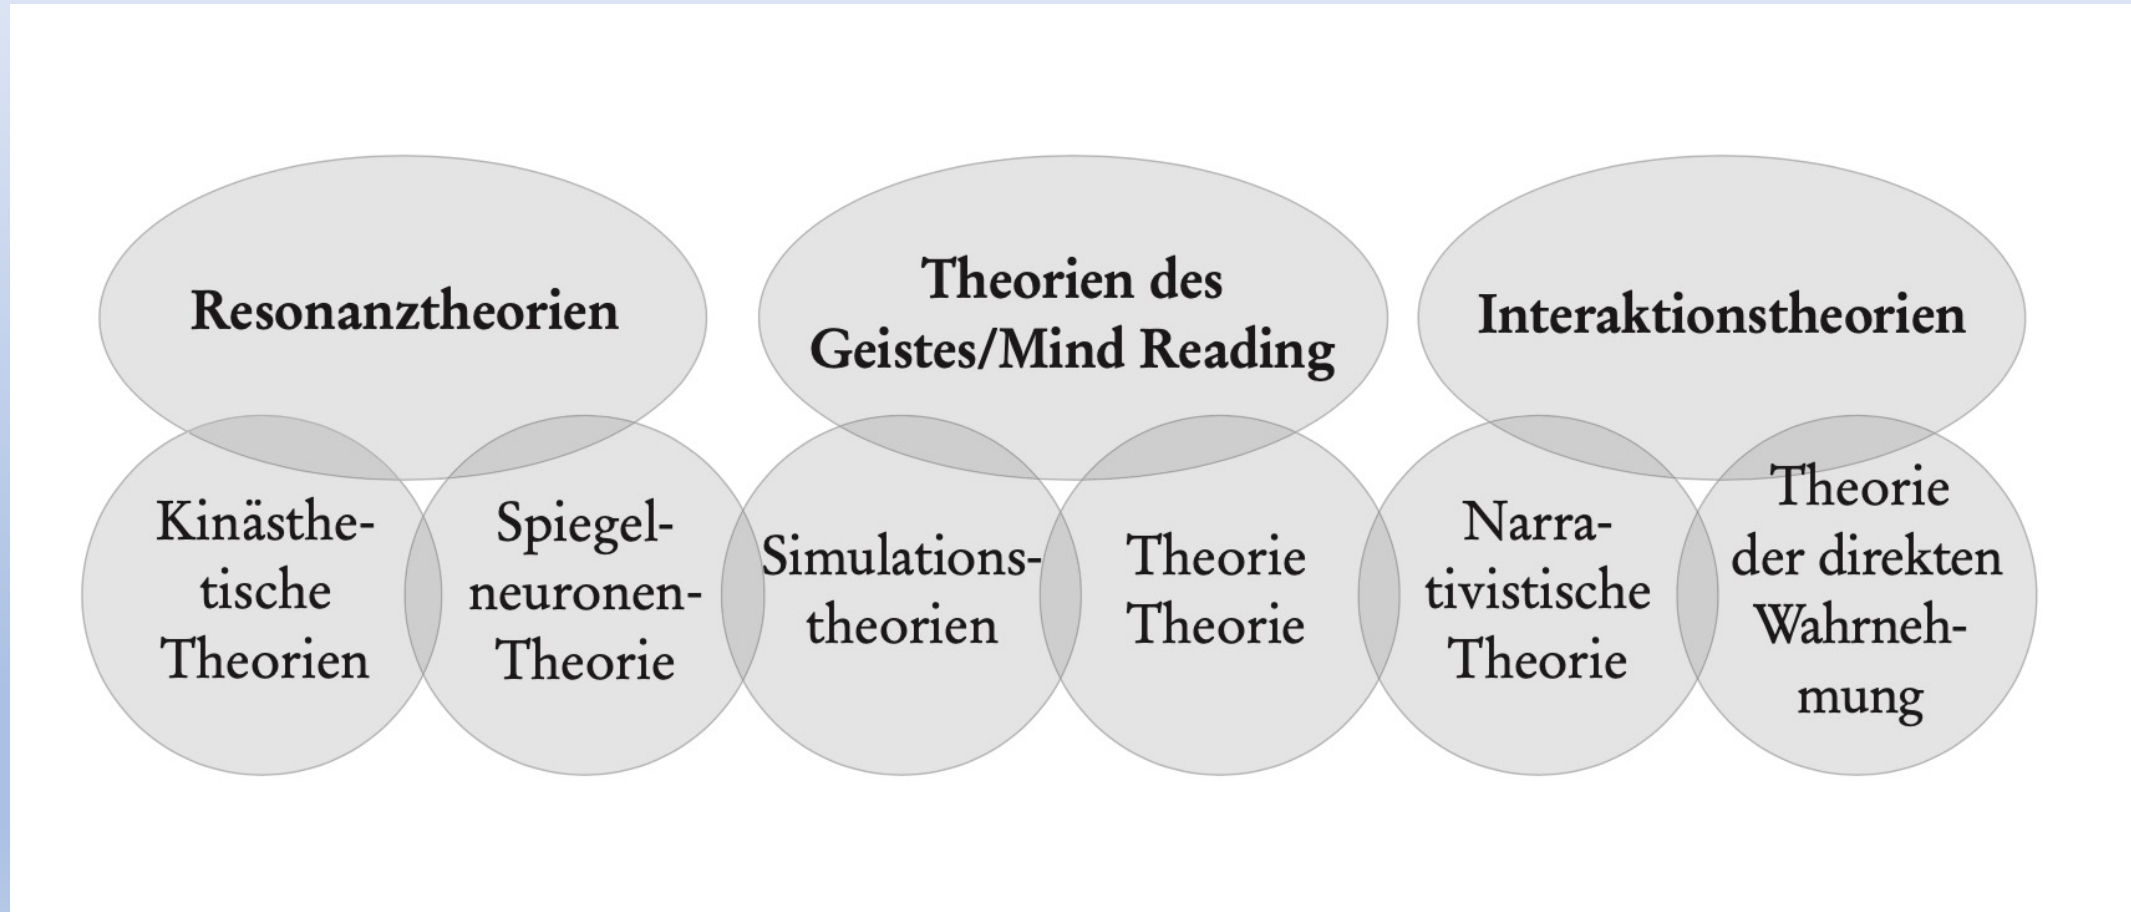 Resonanztheorien
Theorien des
Geistes/Mind Reading
Interaktionstheorien
Kinästhe-
tische
Theorien
Spiegel-
neuronen-
Theorie
Simulations-
theorien
Theorie
Theorie
Narra-
tivistische
Theorie
Theorie
der direkten
Wahrneh-
mung